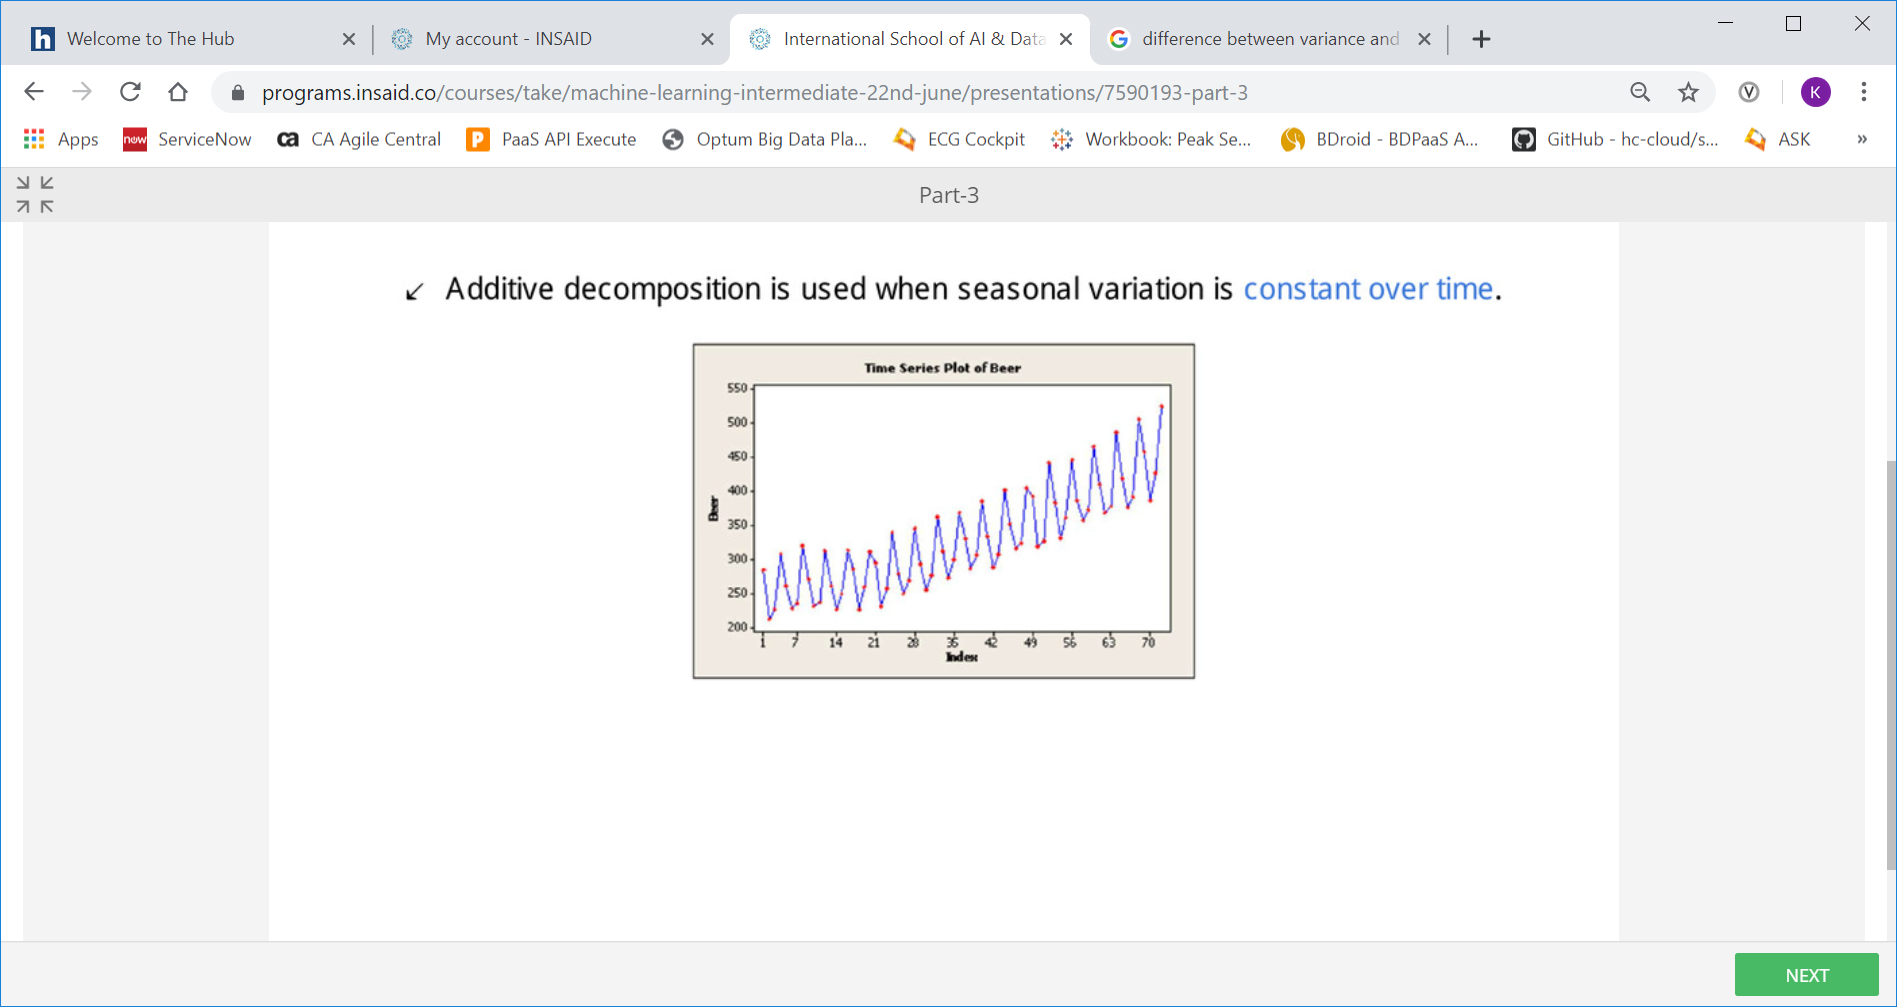 Welcome to The Hub
My account - INSAID
International School of AI & Data
difference between variance and
programs.insaid.co/courses/take/machine-learning-intermediate-22nd-june/presentations/7590193-part-3
K
Apps
now ServiceNow
ca CA Agile Central
P PaaS API Execute
Optum Big Data Pla...
ECG Cockpit
Workbook: Peak Se...
BDroid - BDPaaS A...
GitHub - hc-cloud/s...
ASK
»
Part-3
Additive decomposition is used when seasonal variation is constant over time.
Time Series Plot of Beer
550
500
450
400
350
300
250
200
Beer
1 7 14 21 28 35 42 49 56 63 70
Index
NEXT